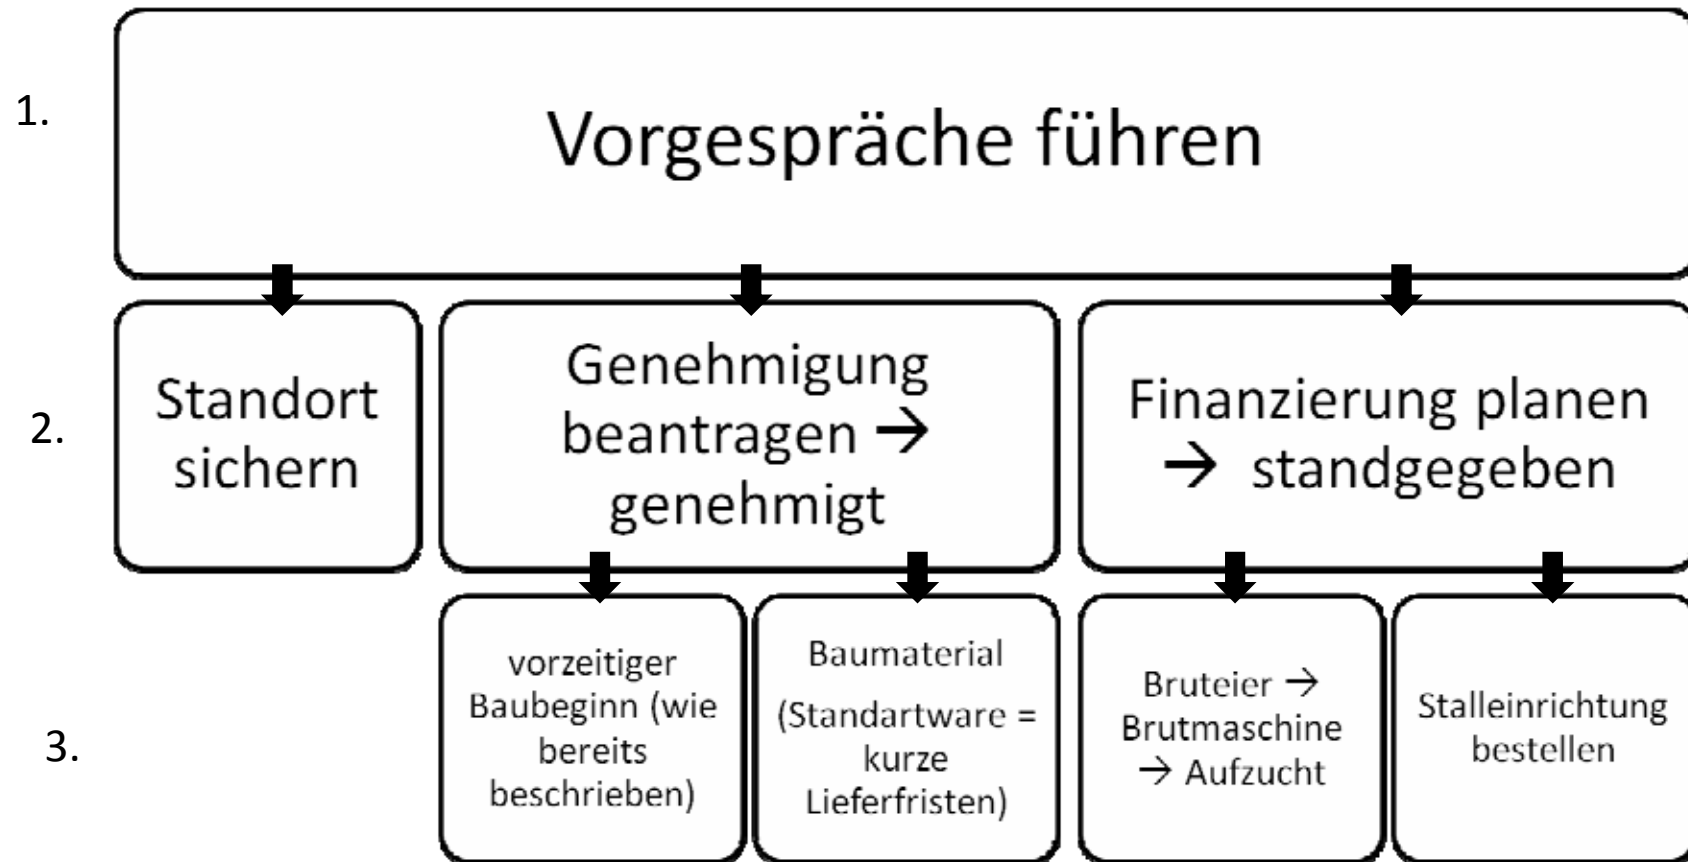 1.
Vorgespräche führen
2.
Standort
sichern
Genehmigung
beantragen →
genehmigt
Finanzierung planen
→ standgegeben
3.
vorzeitiger
Baubeginn (wie
bereits
beschrieben)
Baumaterial
(Standartware =
kurze
Lieferfristen)
Bruteier →
Brutmaschine
→ Aufzucht
Stalleinrichtung
bestellen